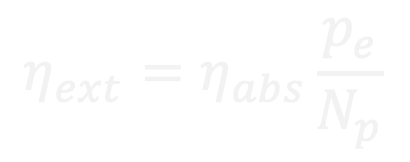 η_ext = η_abs p_e / N_p